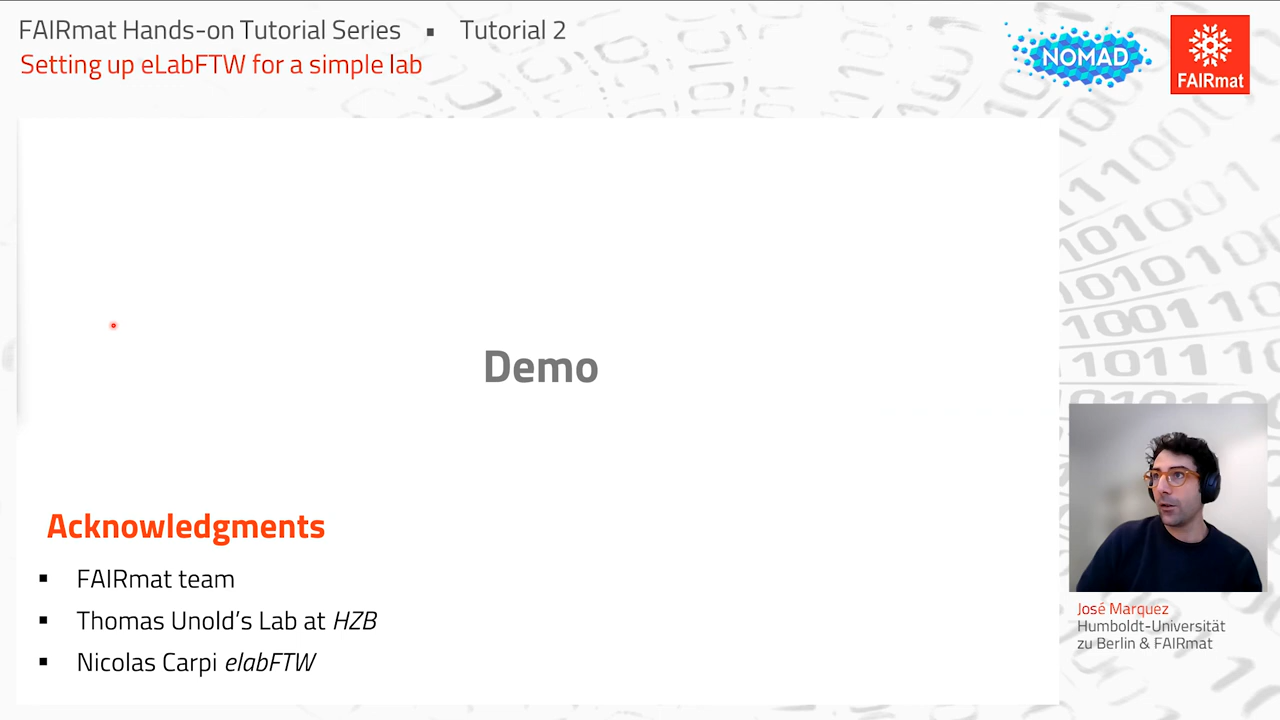 FAIRmat Hands-on Tutorial Series ▪ Tutorial 2
Setting up eLabFTW for a simple lab
NOMAD
FAIRmat
Demo
Acknowledgments
▪ FAIRmat team
▪ Thomas Unold’s Lab at HZB
▪ Nicolas Carpi elabFTW
José Marquez
Humboldt-Universität
zu Berlin & FAIRmat